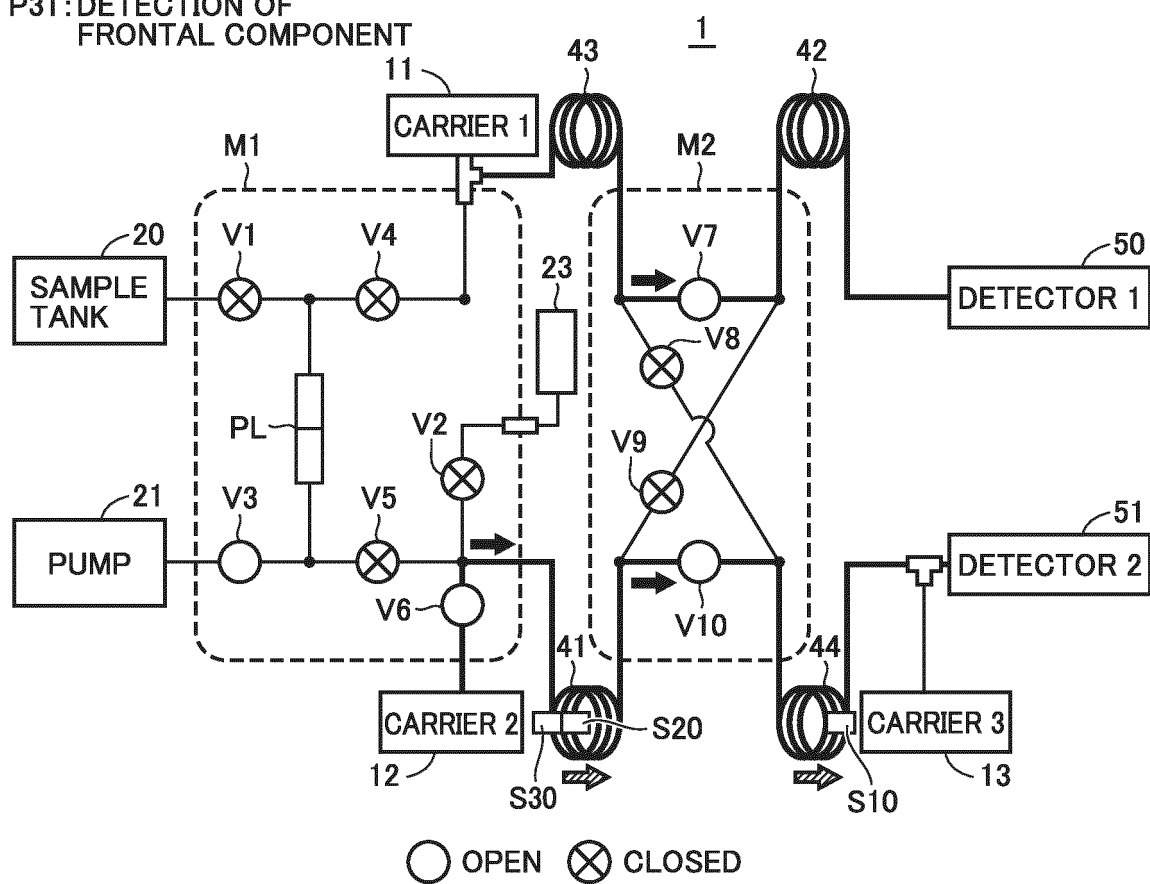 P31: DETECTION OF
FRONTAL COMPONENT
1
11
43
42
CARRIER 1
M1
M2
20
V1
V4
23
V7
50
SAMPLE
TANK
DETECTOR 1
V8
PL
V2
V9
21
V3
V5
51
PUMP
DETECTOR 2
V6
V10
41
44
CARRIER 2
S20
CARRIER 3
12
S30
S10
13
OPEN
CLOSED